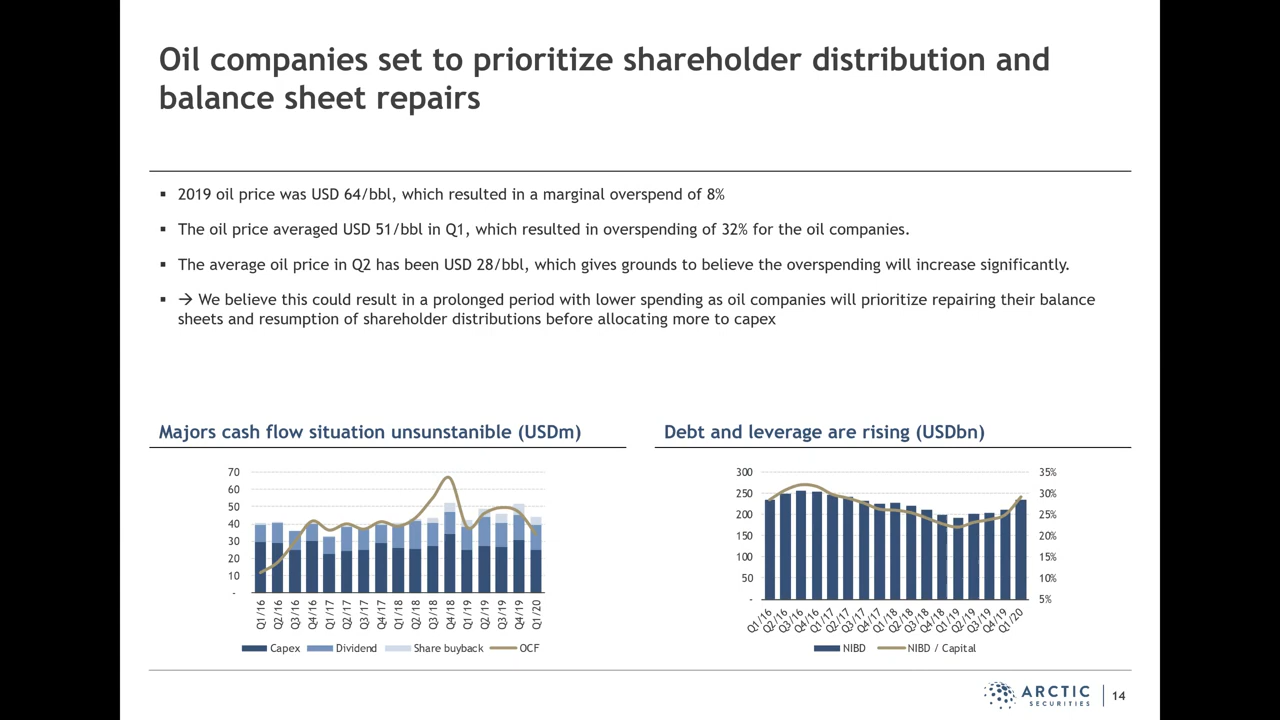 Oil companies set to prioritize shareholder distribution and
balance sheet repairs
▪ 2019 oil price was USD 64/bbl, which resulted in a marginal overspend of 8%
▪ The oil price averaged USD 51/bbl in Q1, which resulted in overspending of 32% for the oil companies.
▪ The average oil price in Q2 has been USD 28/bbl, which gives grounds to believe the overspending will increase significantly.
▪ → We believe this could result in a prolonged period with lower spending as oil companies will prioritize repairing their balance
sheets and resumption of shareholder distributions before allocating more to capex
Majors cash flow situation unsunstanible (USDm)
70
60
50
40
30
20
10
-
Q1/16
Q2/16
Q3/16
Q4/16
Q1/17
Q2/17
Q3/17
Q4/17
Q1/18
Q2/18
Q3/18
Q4/18
Q1/19
Q2/19
Q3/19
Q4/19
Q1/20
Capex Dividend Share buyback OCF
Debt and leverage are rising (USDbn)
300
250
200
150
100
50
-
35%
30%
25%
20%
15%
10%
5%
Q1/16
Q2/16
Q3/16
Q4/16
Q1/17
Q2/17
Q3/17
Q4/17
Q1/18
Q2/18
Q3/18
Q4/18
Q1/19
Q2/19
Q3/19
Q4/19
Q1/20
NIBD NIBD / Capital
ARCTIC
SECURITIES
14